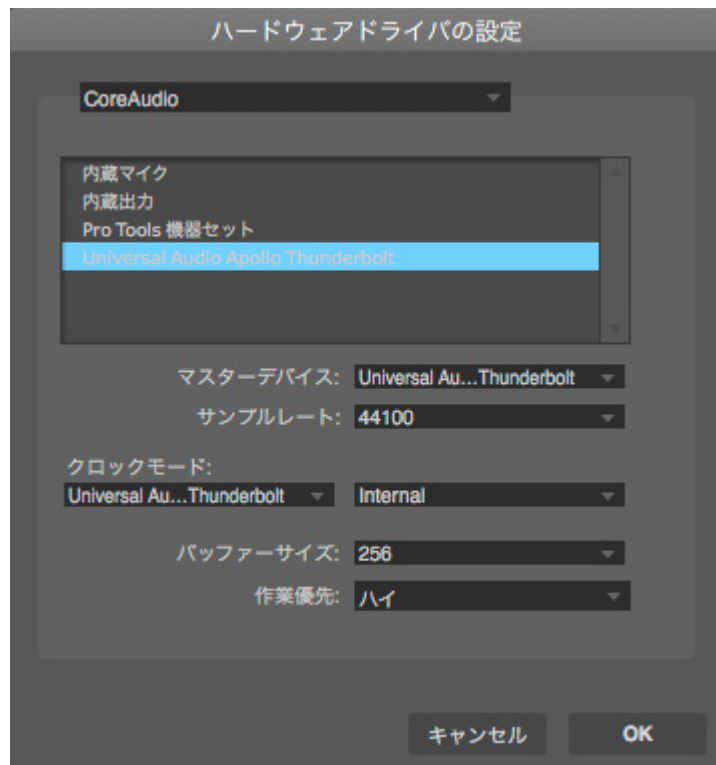 ハードウェアドライバの設定
CoreAudio
内蔵マイク
内蔵出力
Pro Tools 機器セット
Universal Audio Apollo Thunderbolt
マスターデバイス: Universal Au...Thunderbolt
サンプルレート: 44100
クロックモード:
Universal Au...Thunderbolt Internal
バッファーサイズ: 256
作業優先: ハイ
キャンセル OK